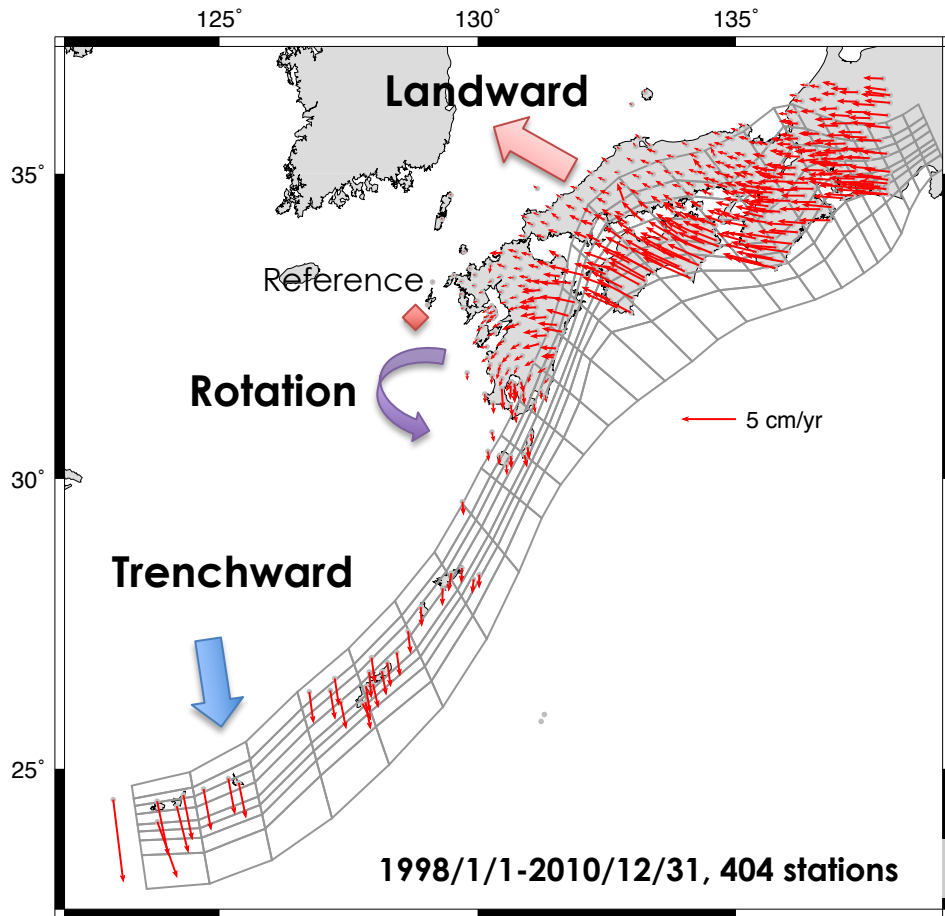 125° 130° 135°
Landward
35°
Reference
Rotation
5 cm/yr
30°
Trenchward
25°
1998/1/1-2010/12/31, 404 stations